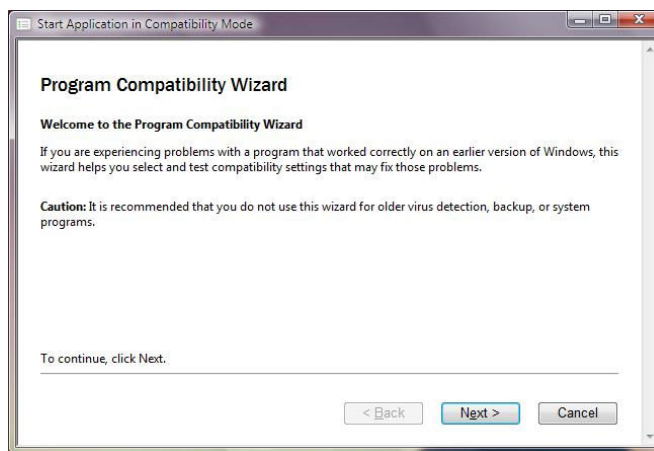 Start Application in Compatibility Mode
Program Compatibility Wizard
Welcome to the Program Compatibility Wizard
If you are experiencing problems with a program that worked correctly on an earlier version of Windows, this
wizard helps you select and test compatibility settings that may fix those problems.
Caution: It is recommended that you do not use this wizard for older virus detection, backup, or system
programs.
To continue, click Next.
< Back Next > Cancel